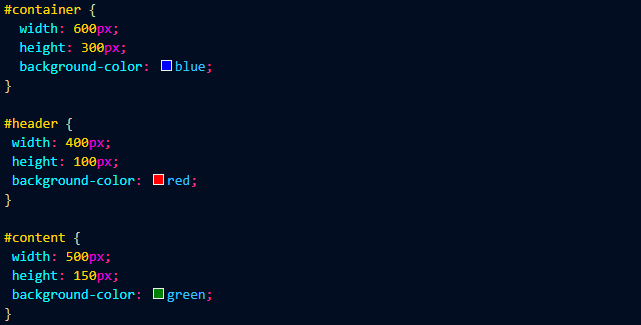 #container {
  width: 600px;
  height: 300px;
  background-color: blue;
}
#header {
 width: 400px;
 height: 100px;
 background-color: red;
}
#content {
 width: 500px;
 height: 150px;
 background-color: green;
}